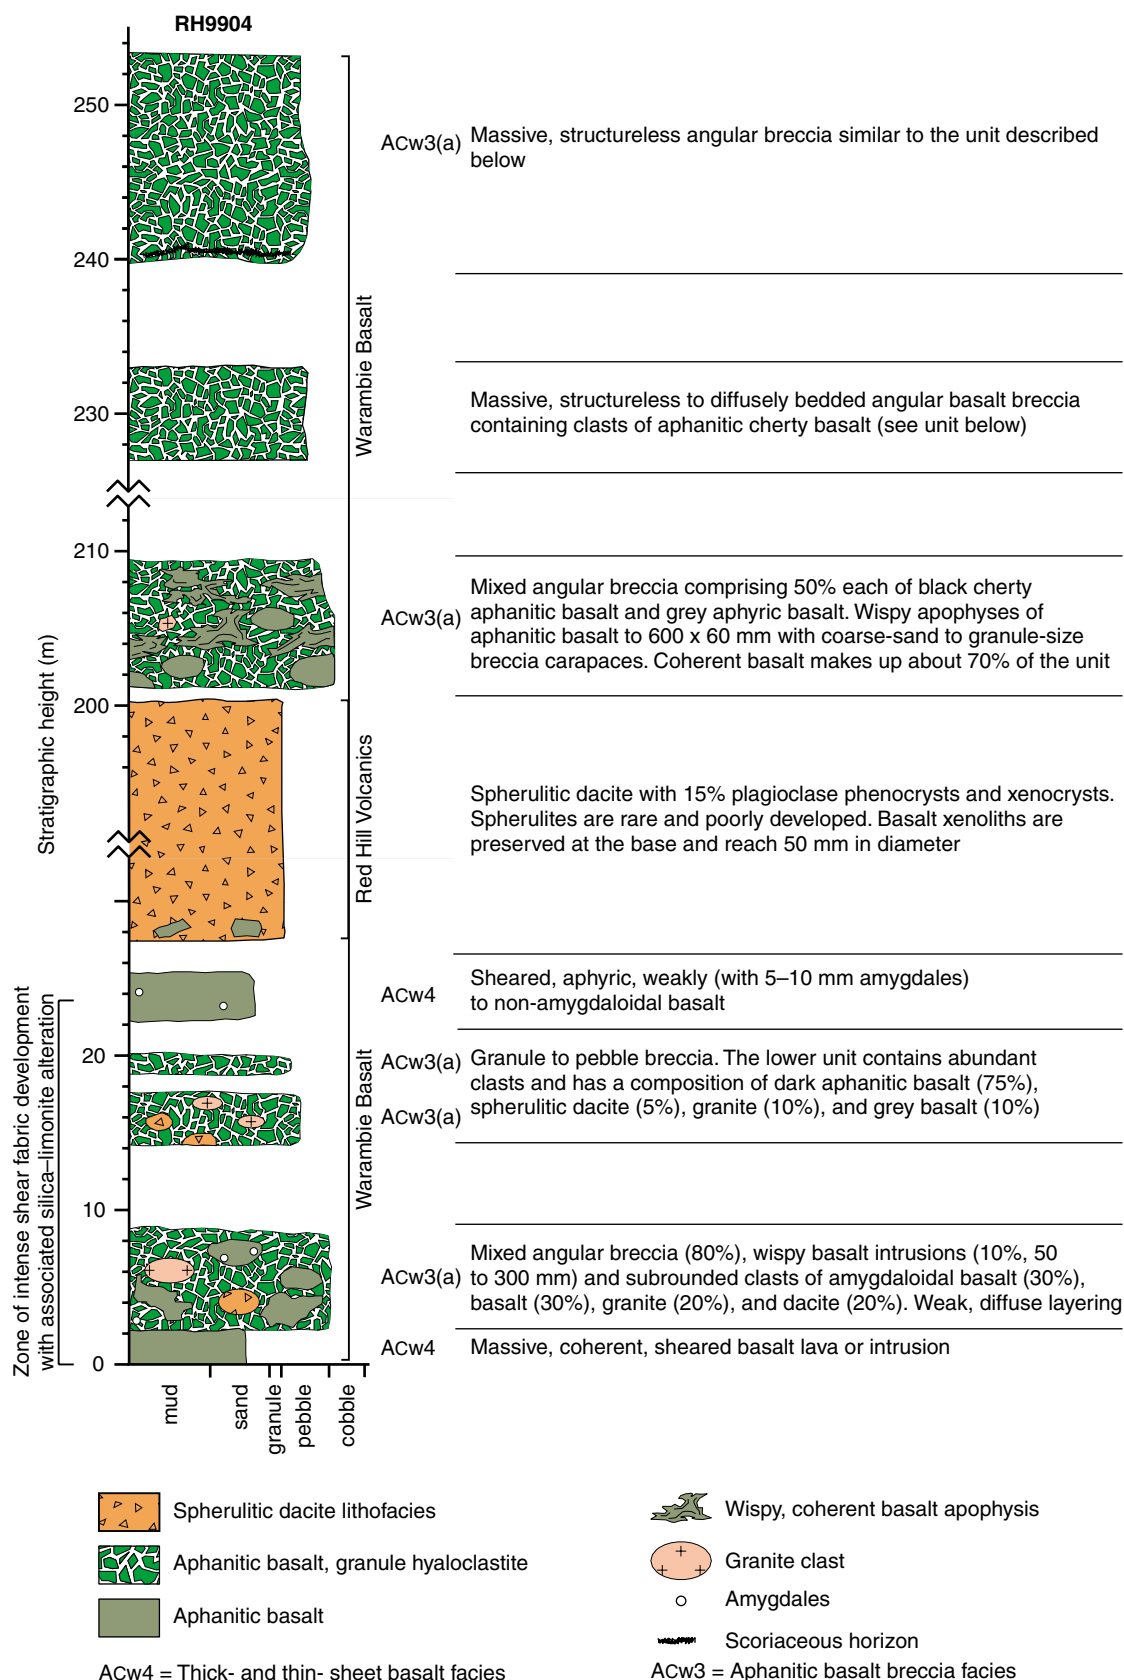 RH9904
250
240
230
210
200
20
10
0
Stratigraphic height (m)
Zone of intense shear fabric development
with associated silica–limonite alteration
Warambie Basalt
Red Hill Volcanics
Warambie Basalt
ACw3(a)
Massive, structureless angular breccia similar to the unit described
below
Massive, structureless to diffusely bedded angular basalt breccia
containing clasts of aphanitic cherty basalt (see unit below)
ACw3(a)
Mixed angular breccia comprising 50% each of black cherty
aphanitic basalt and grey aphyric basalt. Wispy apophyses of
aphanitic basalt to 600 x 60 mm with coarse-sand to granule-size
breccia carapaces. Coherent basalt makes up about 70% of the unit
Spherulitic dacite with 15% plagioclase phenocrysts and xenocrysts.
Spherulites are rare and poorly developed. Basalt xenoliths are
preserved at the base and reach 50 mm in diameter
ACw4
Sheared, aphyric, weakly (with 5–10 mm amygdales)
to non-amygdaloidal basalt
ACw3(a)
ACw3(a)
Granule to pebble breccia. The lower unit contains abundant
clasts and has a composition of dark aphanitic basalt (75%),
spherulitic dacite (5%), granite (10%), and grey basalt (10%)
ACw3(a)
Mixed angular breccia (80%), wispy basalt intrusions (10%, 50
to 300 mm) and subrounded clasts of amygdaloidal basalt (30%),
basalt (30%), granite (20%), and dacite (20%). Weak, diffuse layering
ACw4
Massive, coherent, sheared basalt lava or intrusion
mud
sand
granule
pebble
cobble
Spherulitic dacite lithofacies
Aphanitic basalt, granule hyaloclastite
Aphanitic basalt
ACw4 = Thick- and thin- sheet basalt facies
Wispy, coherent basalt apophysis
Granite clast
Amygdales
Scoriaceous horizon
ACw3 = Aphanitic basalt breccia facies